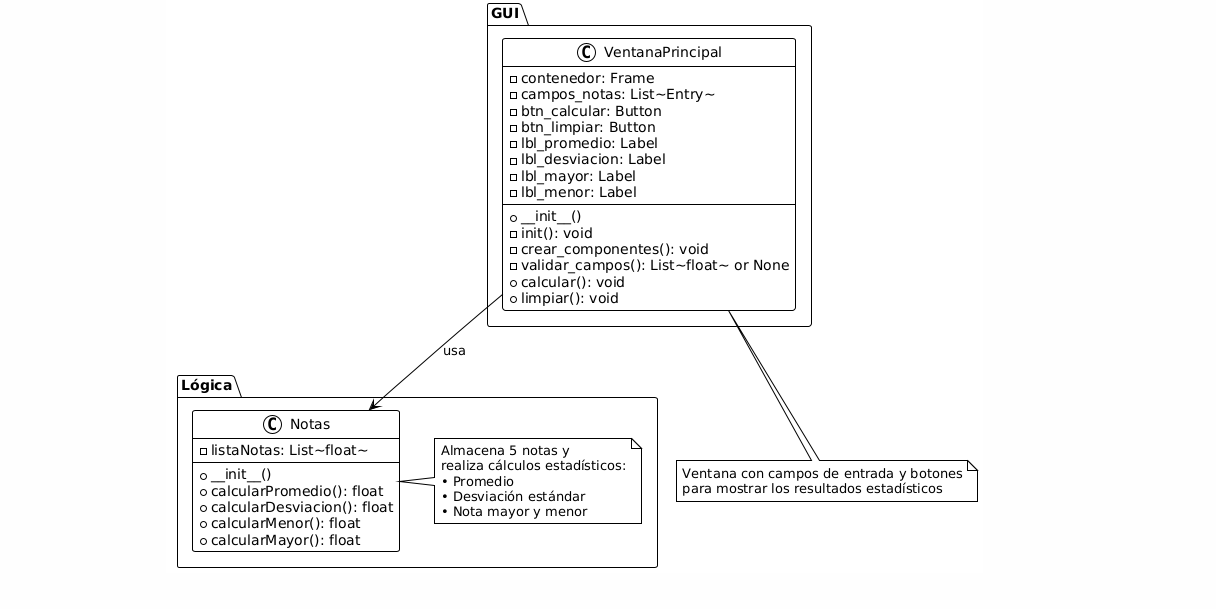 GUI
C VentanaPrincipal
contenedor: Frame
campos_notas: List~Entry~
btn_calcular: Button
btn_limpiar: Button
lbl_promedio: Label
lbl_desviacion: Label
lbl_mayor: Label
lbl_menor: Label
__init__()
init(): void
crear_componentes(): void
validar_campos(): List~float~ or None
calcular(): void
limpiar(): void
usa
Lógica
C Notas
listaNotas: List~float~
__init__()
calcularPromedio(): float
calcularDesviacion(): float
calcularMenor(): float
calcularMayor(): float
Almacena 5 notas y
realiza cálculos estadísticos:
• Promedio
• Desviación estándar
• Nota mayor y menor
Ventana con campos de entrada y botones
para mostrar los resultados estadísticos